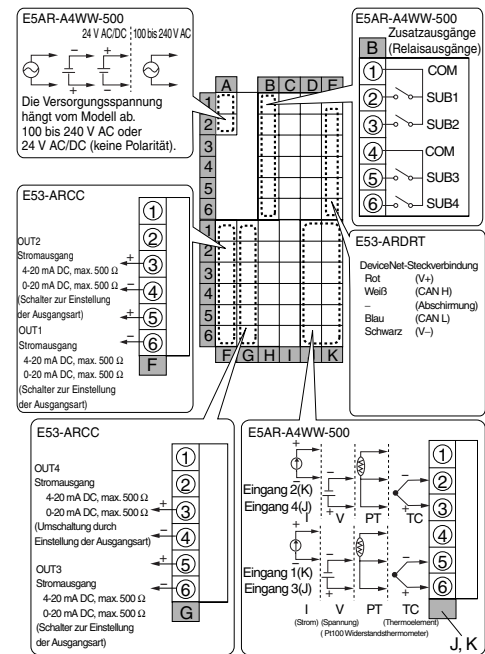 E5AR-A4WW-500
24 V AC/DC
100 bis 240 V AC
− + +
+ − −
Die Versorgungsspannung
hängt vom Modell ab.
100 bis 240 V AC oder
24 V AC/DC (keine Polarität).
E5AR-A4WW-500
Zusatzausgänge
(Relaisausgänge)
B
1 COM
2 SUB1
3 SUB2
4 COM
5 SUB3
6 SUB4
A B C D E
1
2
3
4
5
6
1
2
3
4
5
6
F G H I J K
E53-ARCC
OUT2
Stromausgang
4-20 mA DC, max. 500 Ω
0-20 mA DC, max. 500 Ω
(Schalter zur Einstellung
der Ausgangsart)
OUT1
Stromausgang
4-20 mA DC, max. 500 Ω
0-20 mA DC, max. 500 Ω
(Schalter zur Einstellung
der Ausgangsart)
1
2
+ 3
− 4
+ 5
− 6
F
E53-ARDRT
DeviceNet-Steckverbindung
Rot (V+)
Weiß (CAN H)
– (Abschirmung)
Blau (CAN L)
Schwarz (V–)
E53-ARCC
OUT4
Stromausgang
4-20 mA DC, max. 500 Ω
0-20 mA DC, max. 500 Ω
(Umschaltung durch
Einstellung der Ausgangsart)
OUT3
Stromausgang
4-20 mA DC, max. 500 Ω
0-20 mA DC, max. 500 Ω
(Schalter zur Einstellung
der Ausgangsart)
1
2
+ 3
− 4
+ 5
− 6
G
E5AR-A4WW-500
Eingang 2(K)
Eingang 4(J)
I V PT TC
Eingang 1(K)
Eingang 3(J)
I V PT TC
(Strom) (Spannung) (Thermoelement)
( Pt100 Widerstandsthermometer)
1
2
3
4
5
6
J, K